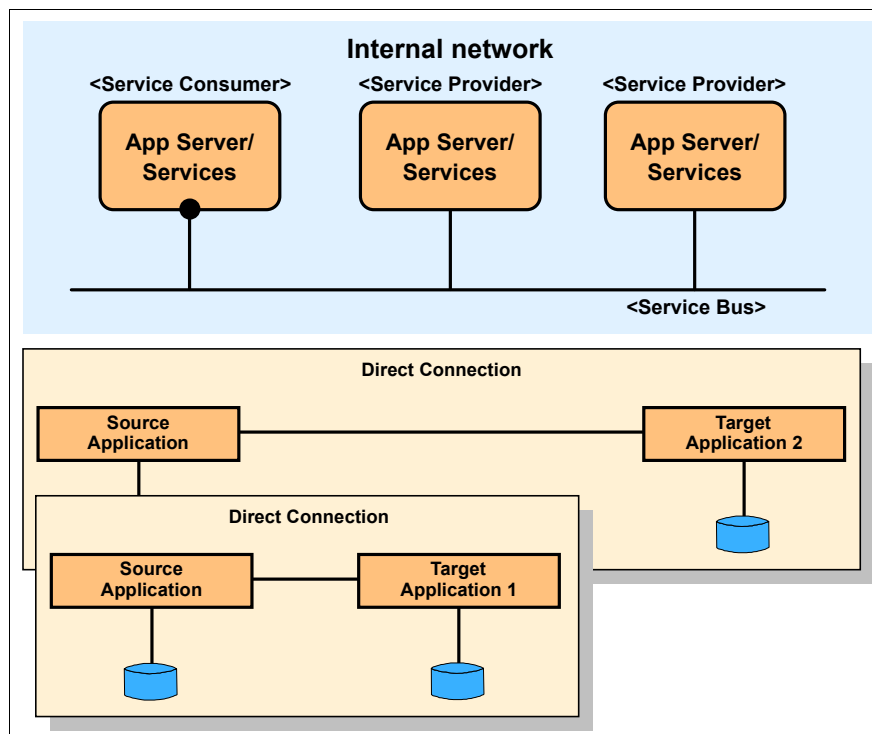 Internal network
<Service Consumer> <Service Provider> <Service Provider>
App Server/
Services
App Server/
Services
App Server/
Services
<Service Bus>
Direct Connection
Source
Application
Target
Application 2
Direct Connection
Source
Application
Target
Application 1